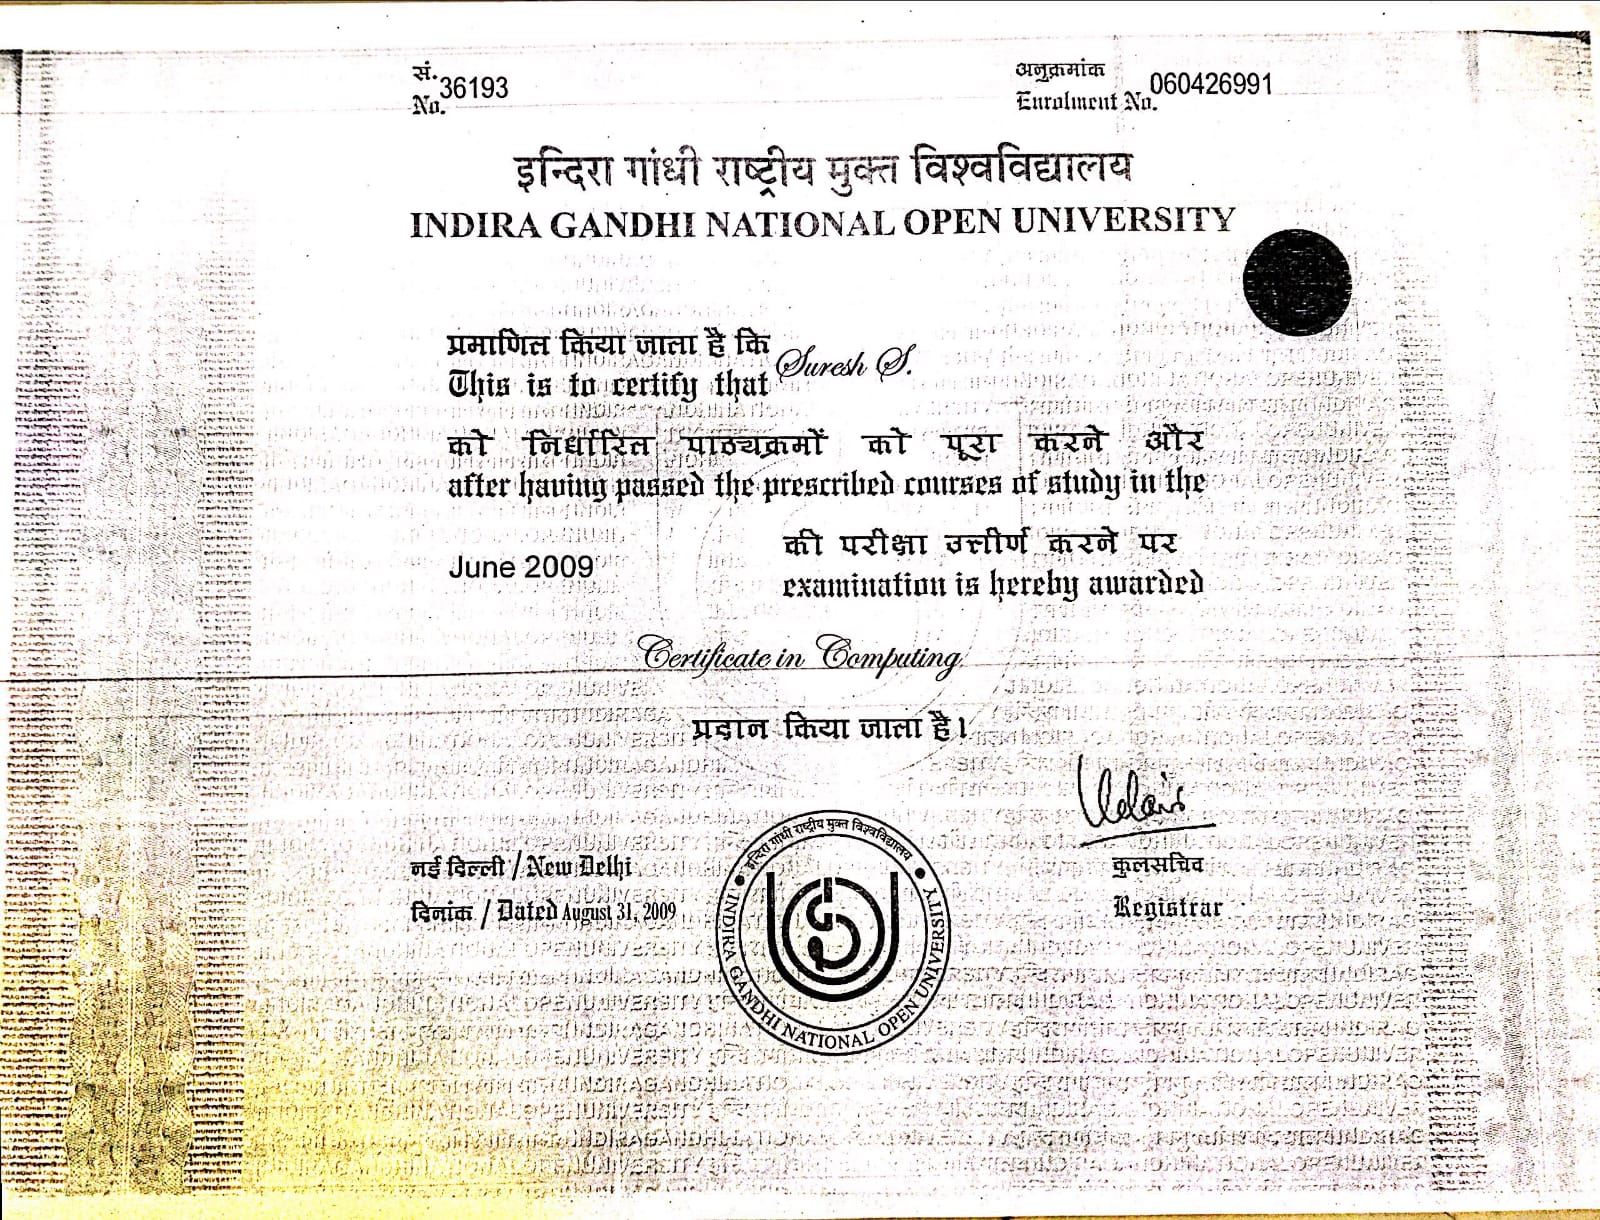 सं.
No. 36193
अनुक्रमांक
Enrolment No. 060426991
इन्दिरा गांधी राष्ट्रीय मुक्त विश्वविद्यालय
INDIRA GANDHI NATIONAL OPEN UNIVERSITY
प्रमाणित किया जाता है कि
This is to certify that Suresh S.
को निर्धारित पाठ्यक्रमों को पूरा करने और
after having passed the prescribed courses of study in the
की परीक्षा उत्तीर्ण करने पर
June 2009
examination is hereby awarded
Certificate in Computing
प्रदान किया जाता है।
नई दिल्ली / New Delhi
दिनांक / Dated August 31, 2009
इन्दिरा गांधी राष्ट्रीय मुक्त विश्वविद्यालय
INDIRA GANDHI NATIONAL OPEN UNIVERSITY
कुलसचिव
Registrar